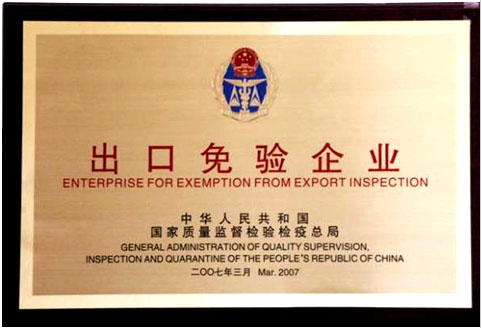 出口免验企业
ENTERPRISE FOR EXEMPTION FROM EXPORT INSPECTION
中华人民共和国
国家质量监督检验检疫总局
GENERAL ADMINISTRATION OF QUALITY SUPERVISION,
INSPECTION AND QUARANTINE OF THE PEOPLE'S REPUBLIC OF CHINA
二〇〇七年三月 Mar. 2007